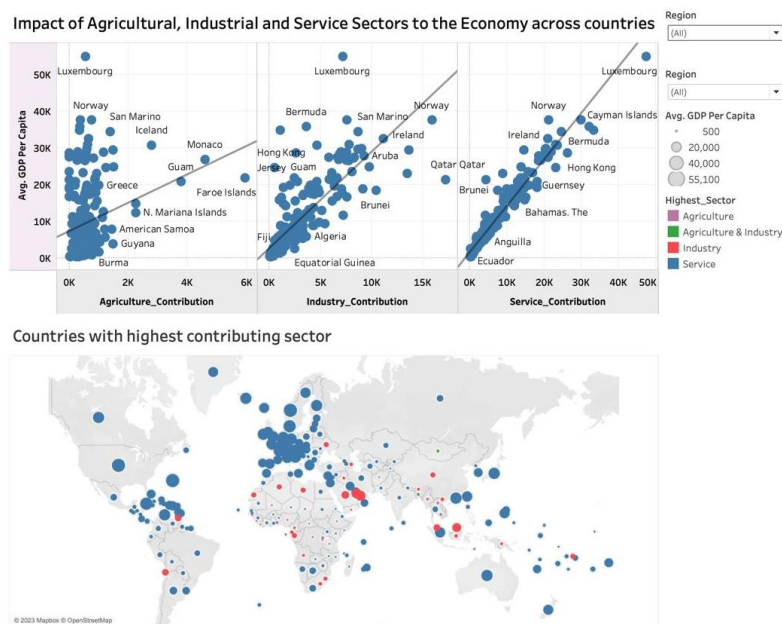 Impact of Agricultural, Industrial and Service Sectors to the Economy across countries
Avg. GDP Per Capita
50K
40K
30K
20K
10K
0K
Luxembourg
Norway
San Marino
Iceland
Monaco
Guam
Greece
Faroe Islands
N. Mariana Islands
American Samoa
Guyana
Burma
0K 2K 4K 6K
Agriculture_Contribution
Luxembourg
Bermuda
Norway
San Marino
Ireland
Hong Kong
Aruba
Jersey Guam
Qatar
Brunei
Fiji
Algeria
Equatorial Guinea
0K 5K 10K 15K
Industry_Contribution
Luxembourg
Norway
Cayman Islands
Ireland
Bermuda
Qatar
Hong Kong
Brunei
Guernsey
Bahamas. The
Anguilla
Ecuador
0K 10K 20K 30K 40K 50K
Service_Contribution
Region
(All)
Region
(All)
Avg. GDP Per Capita
500
20,000
40,000
55,100
Highest_Sector
Agriculture
Agriculture & Industry
Industry
Service
Countries with highest contributing sector
© 2023 Mapbox © OpenStreetMap